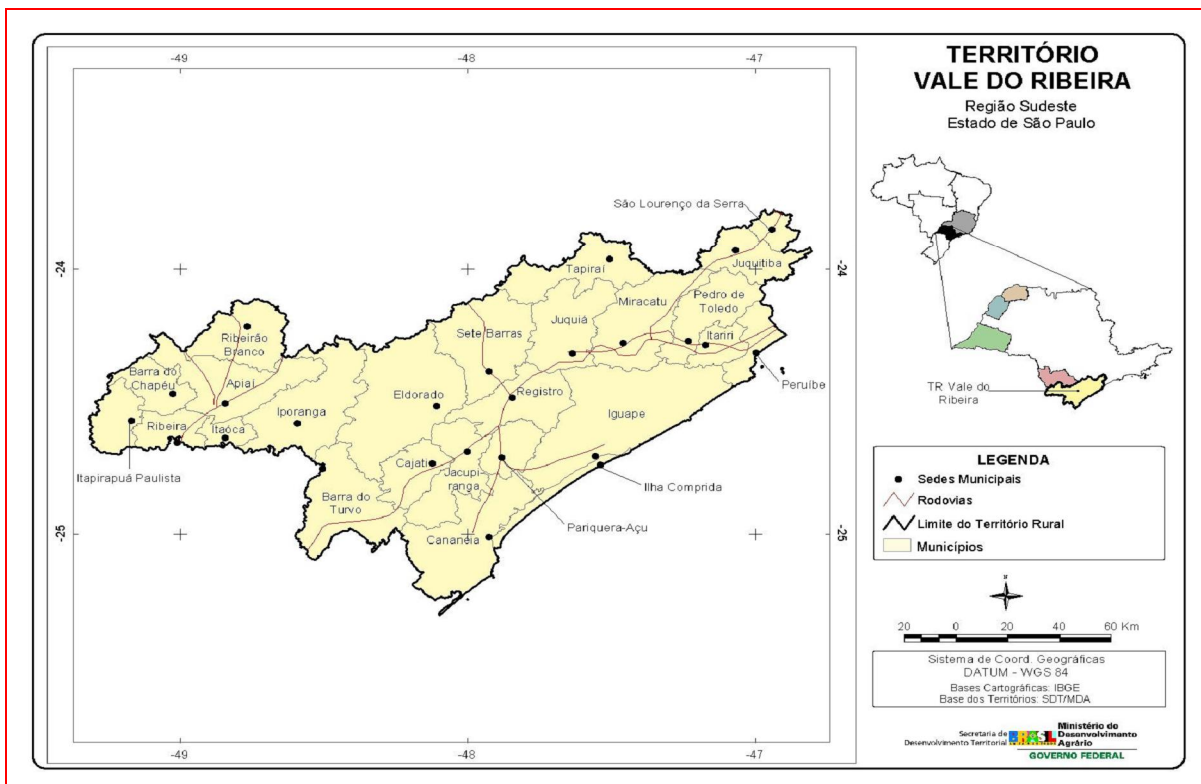 -49
-48
-47
-24
-24
-25
-25
-49
-48
-47
São Lourenço da Serra
Juquitiba
Tapiraí
Miracatu
Pedro de
Toledo
Juquiá
Itariri
Sete Barras
Peruíbe
Ribeirão
Branco
Barra do
Chapéu
Apiaí
Eldorado
Registro
Iguape
Iporanga
Ribeira
Itaóca
Itapirapuá Paulista
Cajati
Jacupi-
ranga
Ilha Comprida
Barra do
Turvo
Pariquera-Açu
Cananéia
TERRITÓRIO
VALE DO RIBEIRA
Região Sudeste
Estado de São Paulo
TR Vale do
Ribeira
LEGENDA
Sedes Municipais
Rodovias
Limite do Território Rural
Municípios
N
20 0 20 40 60 Km
Sistema de Coord. Geográficas
DATUM - WGS 84
Bases Cartográficas: IBGE
Base dos Territórios: SDT/MDA
Secretaria de
Desenvolvimento Territorial
BRASIL
Ministério do
Desenvolvimento
Agrário
GOVERNO FEDERAL